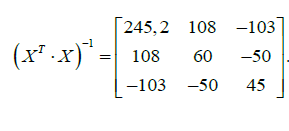 (X^T · X)^-1 = [245,2 108 -103
108 60 -50
-103 -50 45].